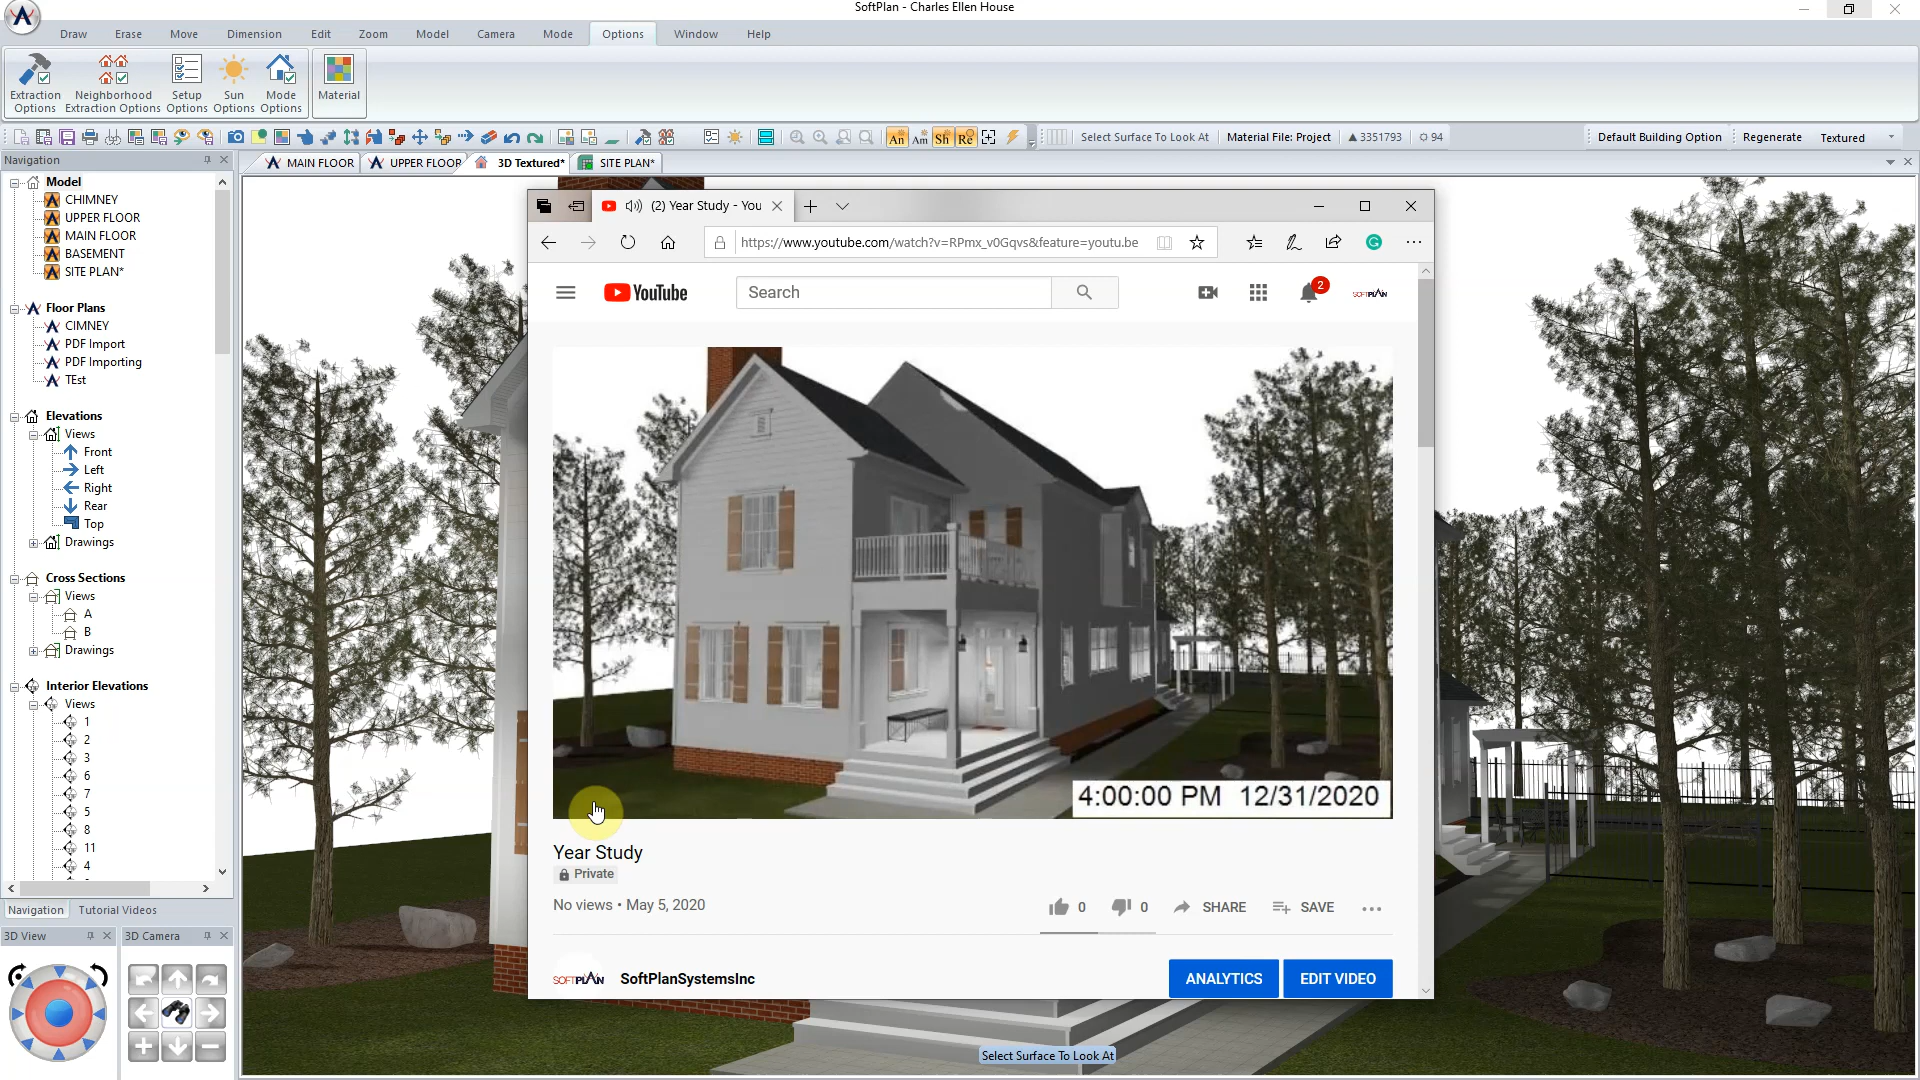 SoftPlan - Charles Ellen House
Draw Erase Move Dimension Edit Zoom Model Camera Mode Options Window Help
Extraction Options
Neighborhood Extraction Options
Setup Options
Sun Options
Mode Options
Material
An Am Sh Re
Select Surface To Look At
Material File: Project
3351793
94
Default Building Option
Regenerate
Textured
Navigation
MAIN FLOOR
UPPER FLOOR
3D Textured*
SITE PLAN*
Model
CHIMNEY
UPPER FLOOR
MAIN FLOOR
BASEMENT
SITE PLAN*
Floor Plans
CIMNEY
PDF Import
PDF Importing
TEst
Elevations
Views
Front
Left
Right
Rear
Top
Drawings
Cross Sections
Views
A
B
Drawings
Interior Elevations
Views
1
2
3
6
7
5
8
11
4
Navigation Tutorial Videos
3D View
3D Camera
(2) Year Study - You
https://www.youtube.com/watch?v=RPmx_v0Gqvs&feature=youtu.be
YouTube
Search
2
SOFTPLAN
4:00:00 PM 12/31/2020
Year Study
Private
No views • May 5, 2020
0
0
SHARE
SAVE
SOFTPLAN
SoftPlanSystemsInc
ANALYTICS
EDIT VIDEO
Select Surface To Look At